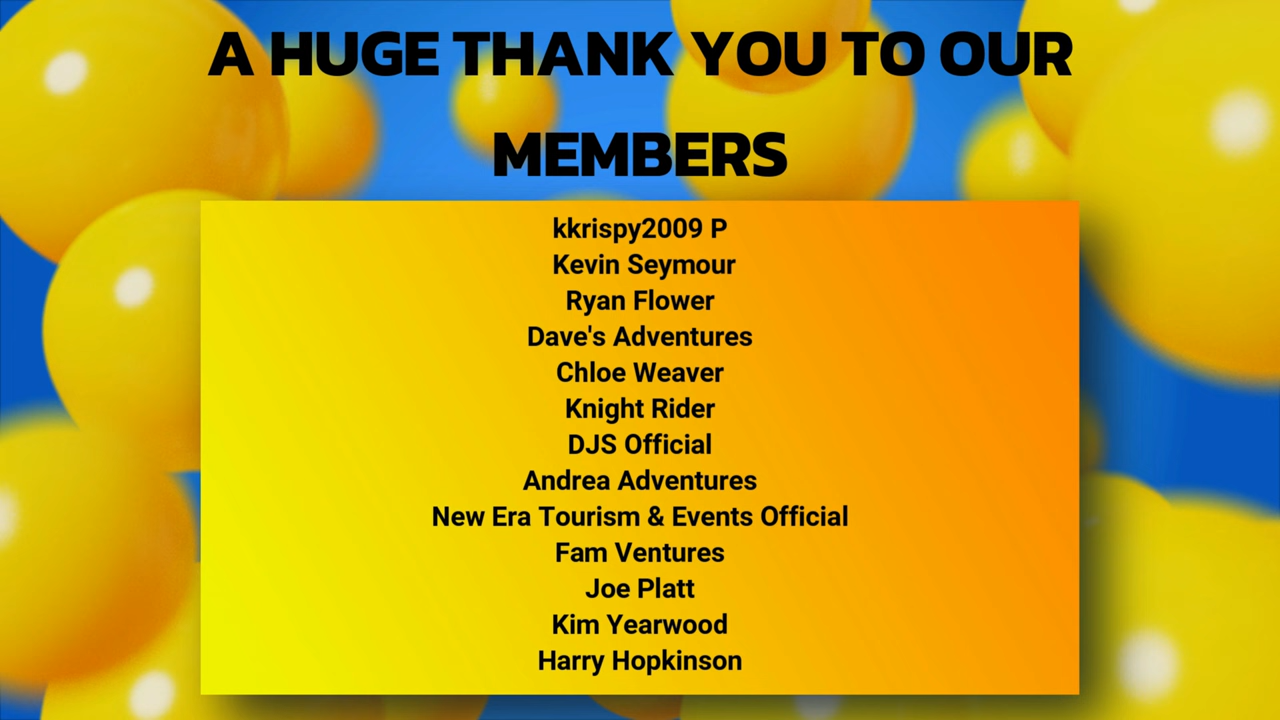 A HUGE THANK YOU TO OUR
MEMBERS
kkrispy2009 P
Kevin Seymour
Ryan Flower
Dave's Adventures
Chloe Weaver
Knight Rider
DJS Official
Andrea Adventures
New Era Tourism & Events Official
Fam Ventures
Joe Platt
Kim Yearwood
Harry Hopkinson